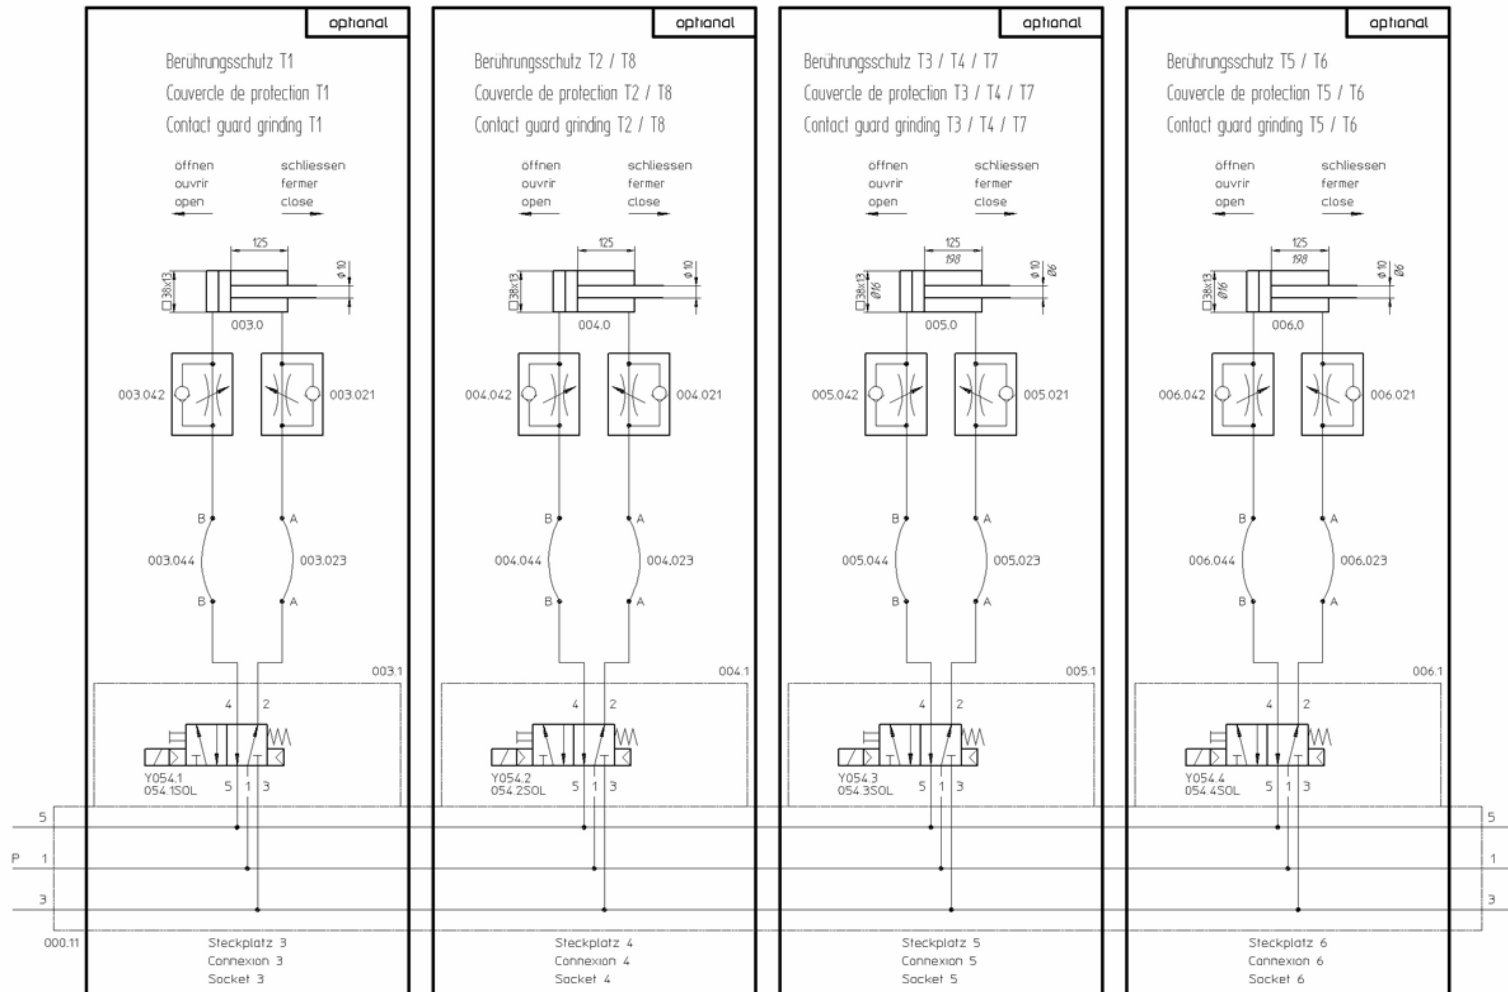 optional
Berührungsschutz T1
Couvercle de protection T1
Contact guard grinding T1
öffnen schliessen
ouvrir fermer
open close
125
□38x13
ϕ10
003.0
003.042
003.021
B A
003.044 003.023
B A
003.1
4 2
Y054.1
054.1SOL
5 1 3
Steckplatz 3
Connexion 3
Socket 3
optional
Berührungsschutz T2 / T8
Couvercle de protection T2 / T8
Contact guard grinding T2 / T8
öffnen schliessen
ouvrir fermer
open close
125
□38x13
ϕ10
004.0
004.042
004.021
B A
004.044 004.023
B A
004.1
4 2
Y054.2
054.2SOL
5 1 3
Steckplatz 4
Connexion 4
Socket 4
optional
Berührungsschutz T3 / T4 / T7
Couvercle de protection T3 / T4 / T7
Contact guard grinding T3 / T4 / T7
öffnen schliessen
ouvrir fermer
open close
125
198
□38x13
Ø16
ϕ10
Ø6
005.0
005.042
005.021
B A
005.044 005.023
B A
005.1
4 2
Y054.3
054.3SOL
5 1 3
Steckplatz 5
Connexion 5
Socket 5
optional
Berührungsschutz T5 / T6
Couvercle de protection T5 / T6
Contact guard grinding T5 / T6
öffnen schliessen
ouvrir fermer
open close
125
198
□38x13
Ø16
ϕ10
Ø6
006.0
006.042
006.021
B A
006.044 006.023
B A
006.1
4 2
Y054.4
054.4SOL
5 1 3
Steckplatz 6
Connexion 6
Socket 6
5 5
P 1 1
3 3
000.11